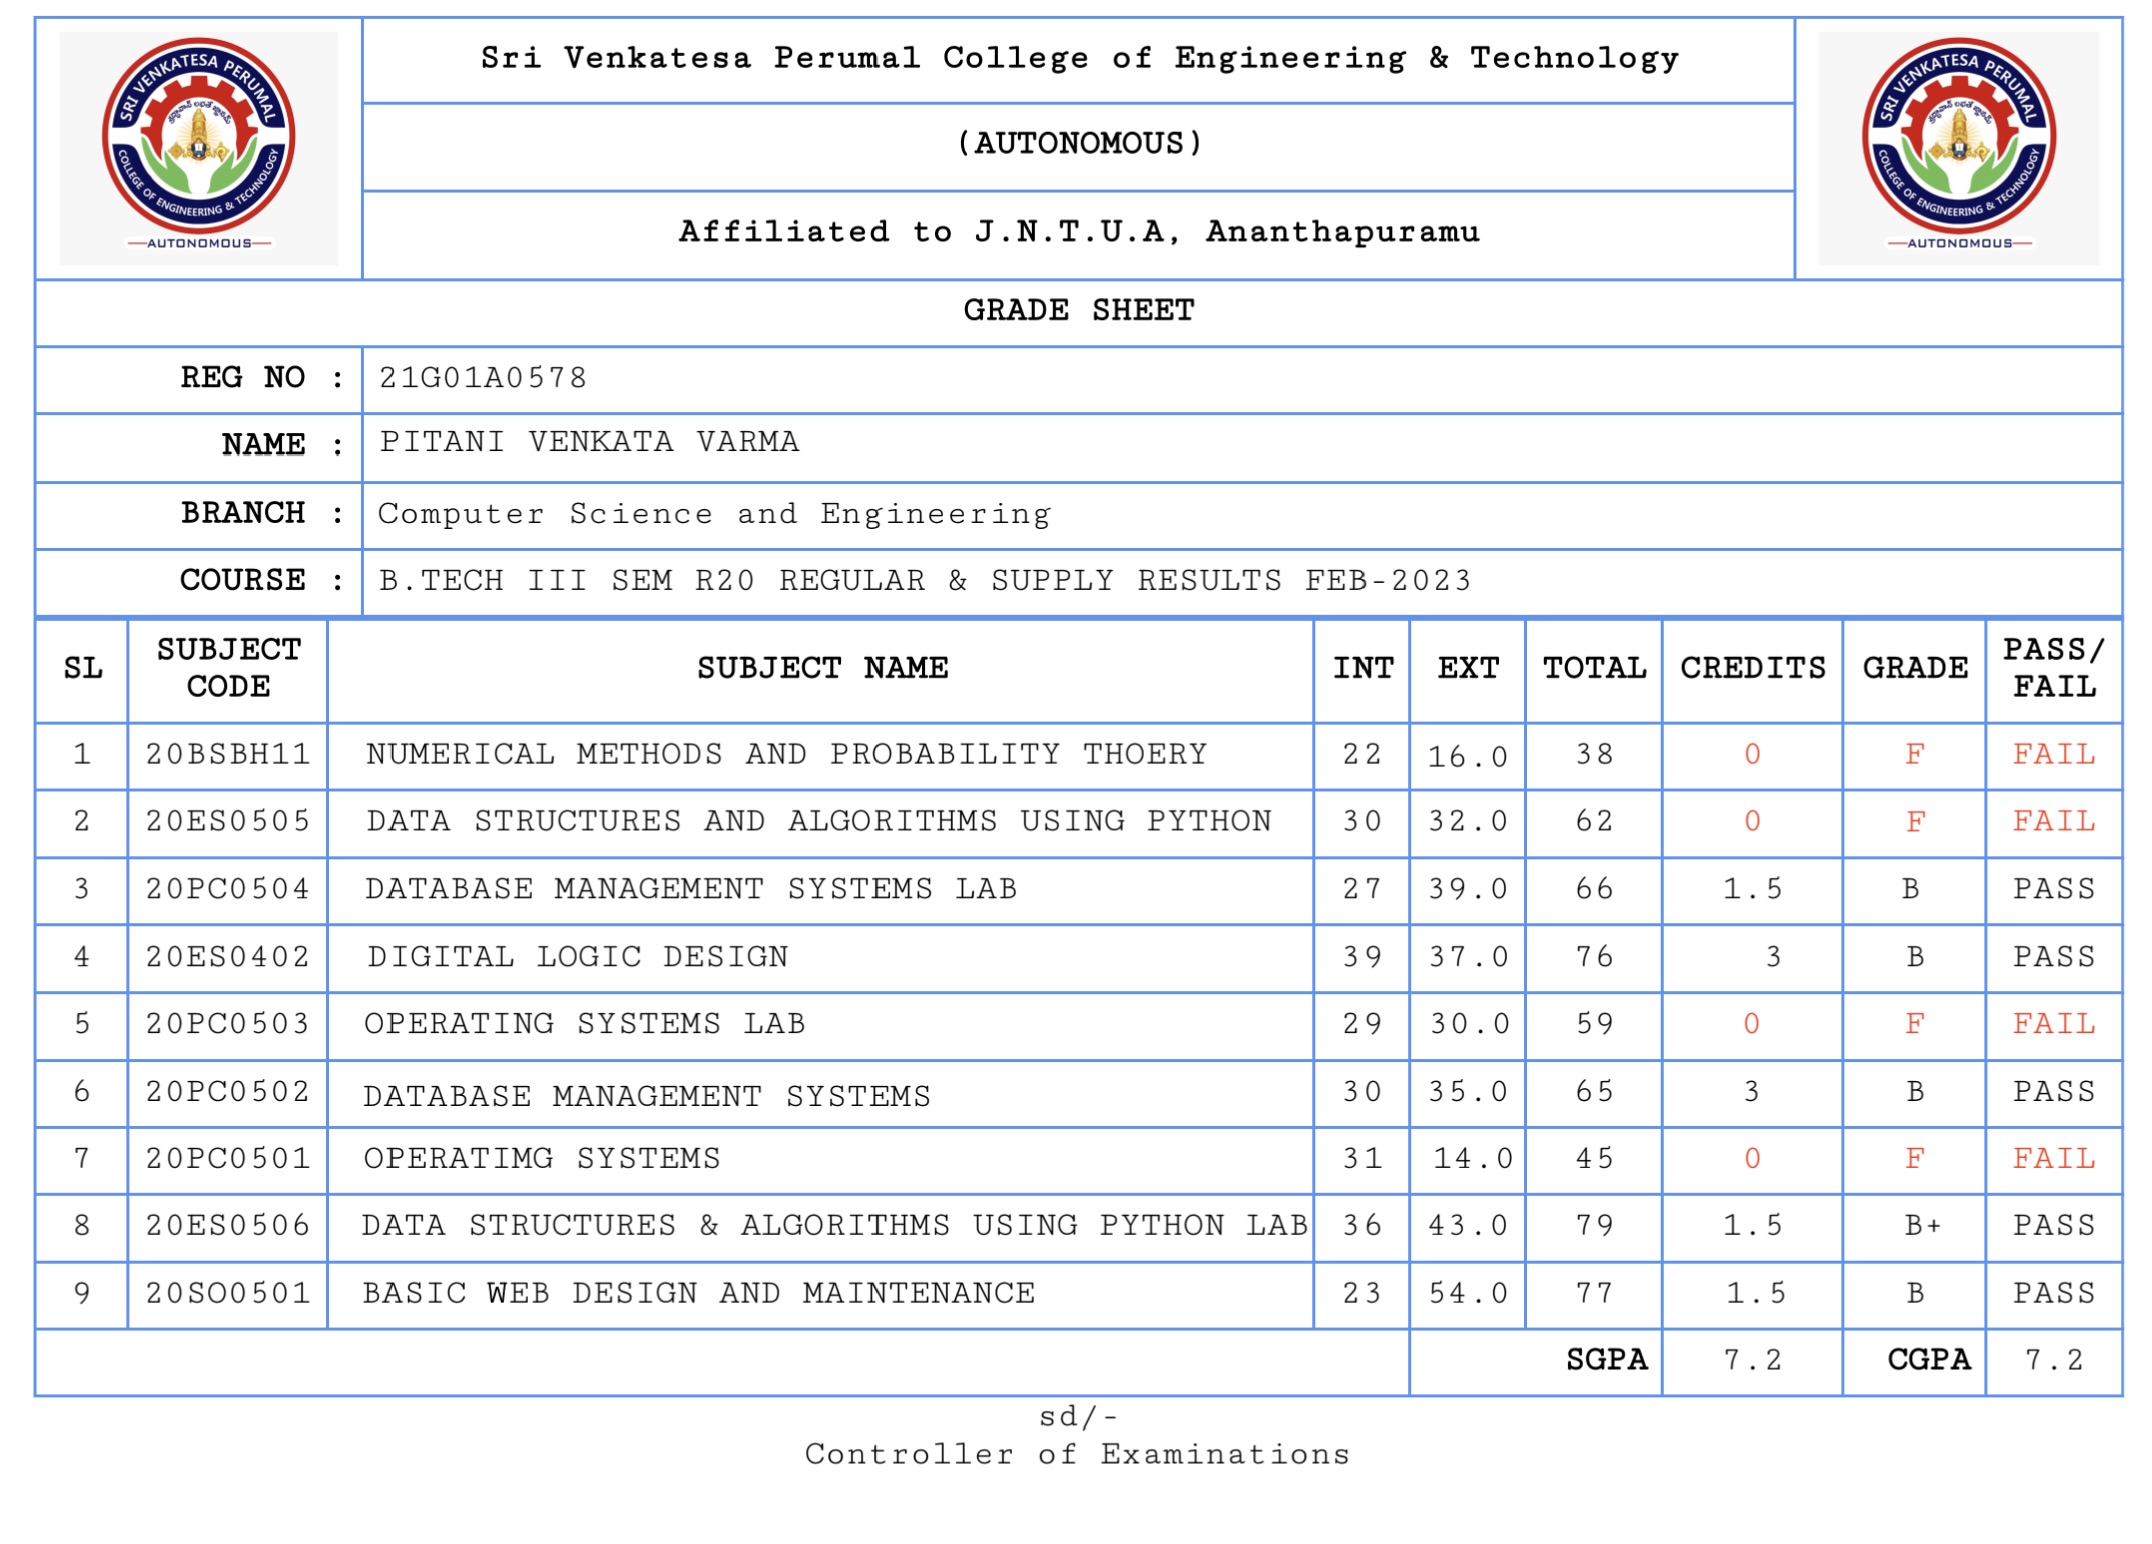 SRI VENKATESA PERUMAL
COLLEGE OF ENGINEERING & TECHNOLOGY
AUTONOMOUS
Sri Venkatesa Perumal College of Engineering & Technology
(AUTONOMOUS)
Affiliated to J.N.T.U.A, Ananthapuramu
SRI VENKATESA PERUMAL
COLLEGE OF ENGINEERING & TECHNOLOGY
AUTONOMOUS
GRADE SHEET
REG NO : 21G01A0578
NAME : PITANI VENKATA VARMA
BRANCH : Computer Science and Engineering
COURSE : B.TECH III SEM R20 REGULAR & SUPPLY RESULTS FEB-2023
SL SUBJECT CODE SUBJECT NAME INT EXT TOTAL CREDITS GRADE PASS/ FAIL
1 20BSBH11 NUMERICAL METHODS AND PROBABILITY THOERY 22 16.0 38 0 F FAIL
2 20ES0505 DATA STRUCTURES AND ALGORITHMS USING PYTHON 30 32.0 62 0 F FAIL
3 20PC0504 DATABASE MANAGEMENT SYSTEMS LAB 27 39.0 66 1.5 B PASS
4 20ES0402 DIGITAL LOGIC DESIGN 39 37.0 76 3 B PASS
5 20PC0503 OPERATING SYSTEMS LAB 29 30.0 59 0 F FAIL
6 20PC0502 DATABASE MANAGEMENT SYSTEMS 30 35.0 65 3 B PASS
7 20PC0501 OPERATIMG SYSTEMS 31 14.0 45 0 F FAIL
8 20ES0506 DATA STRUCTURES & ALGORITHMS USING PYTHON LAB 36 43.0 79 1.5 B+ PASS
9 20SO0501 BASIC WEB DESIGN AND MAINTENANCE 23 54.0 77 1.5 B PASS
SGPA 7.2 CGPA 7.2
sd/-
Controller of Examinations